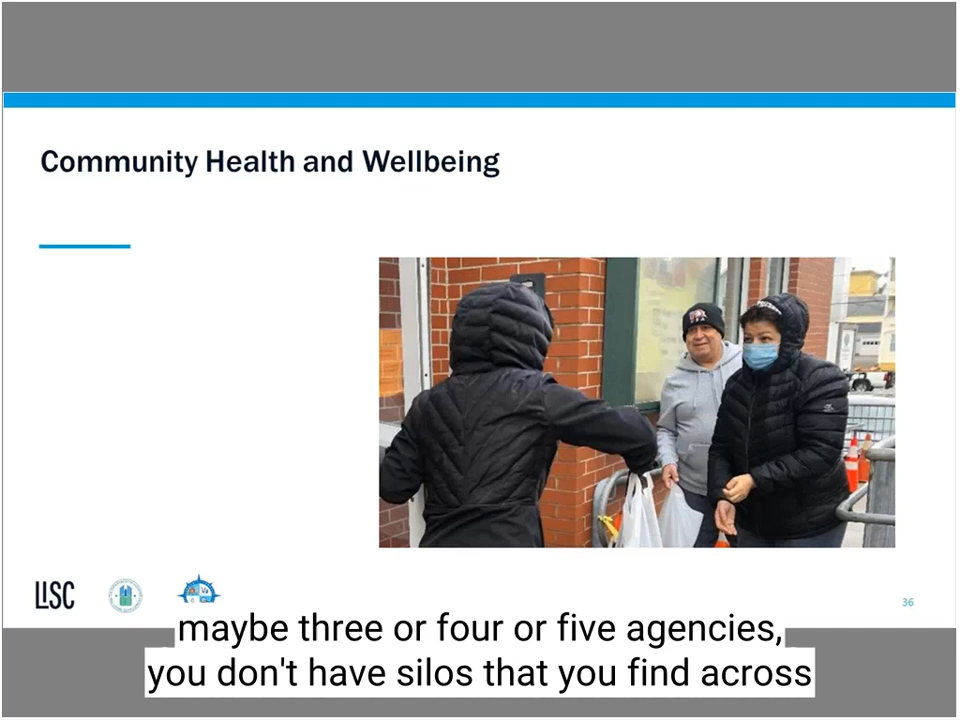 Community Health and Wellbeing
LISC
36
maybe three or four or five agencies,
you don't have silos that you find across